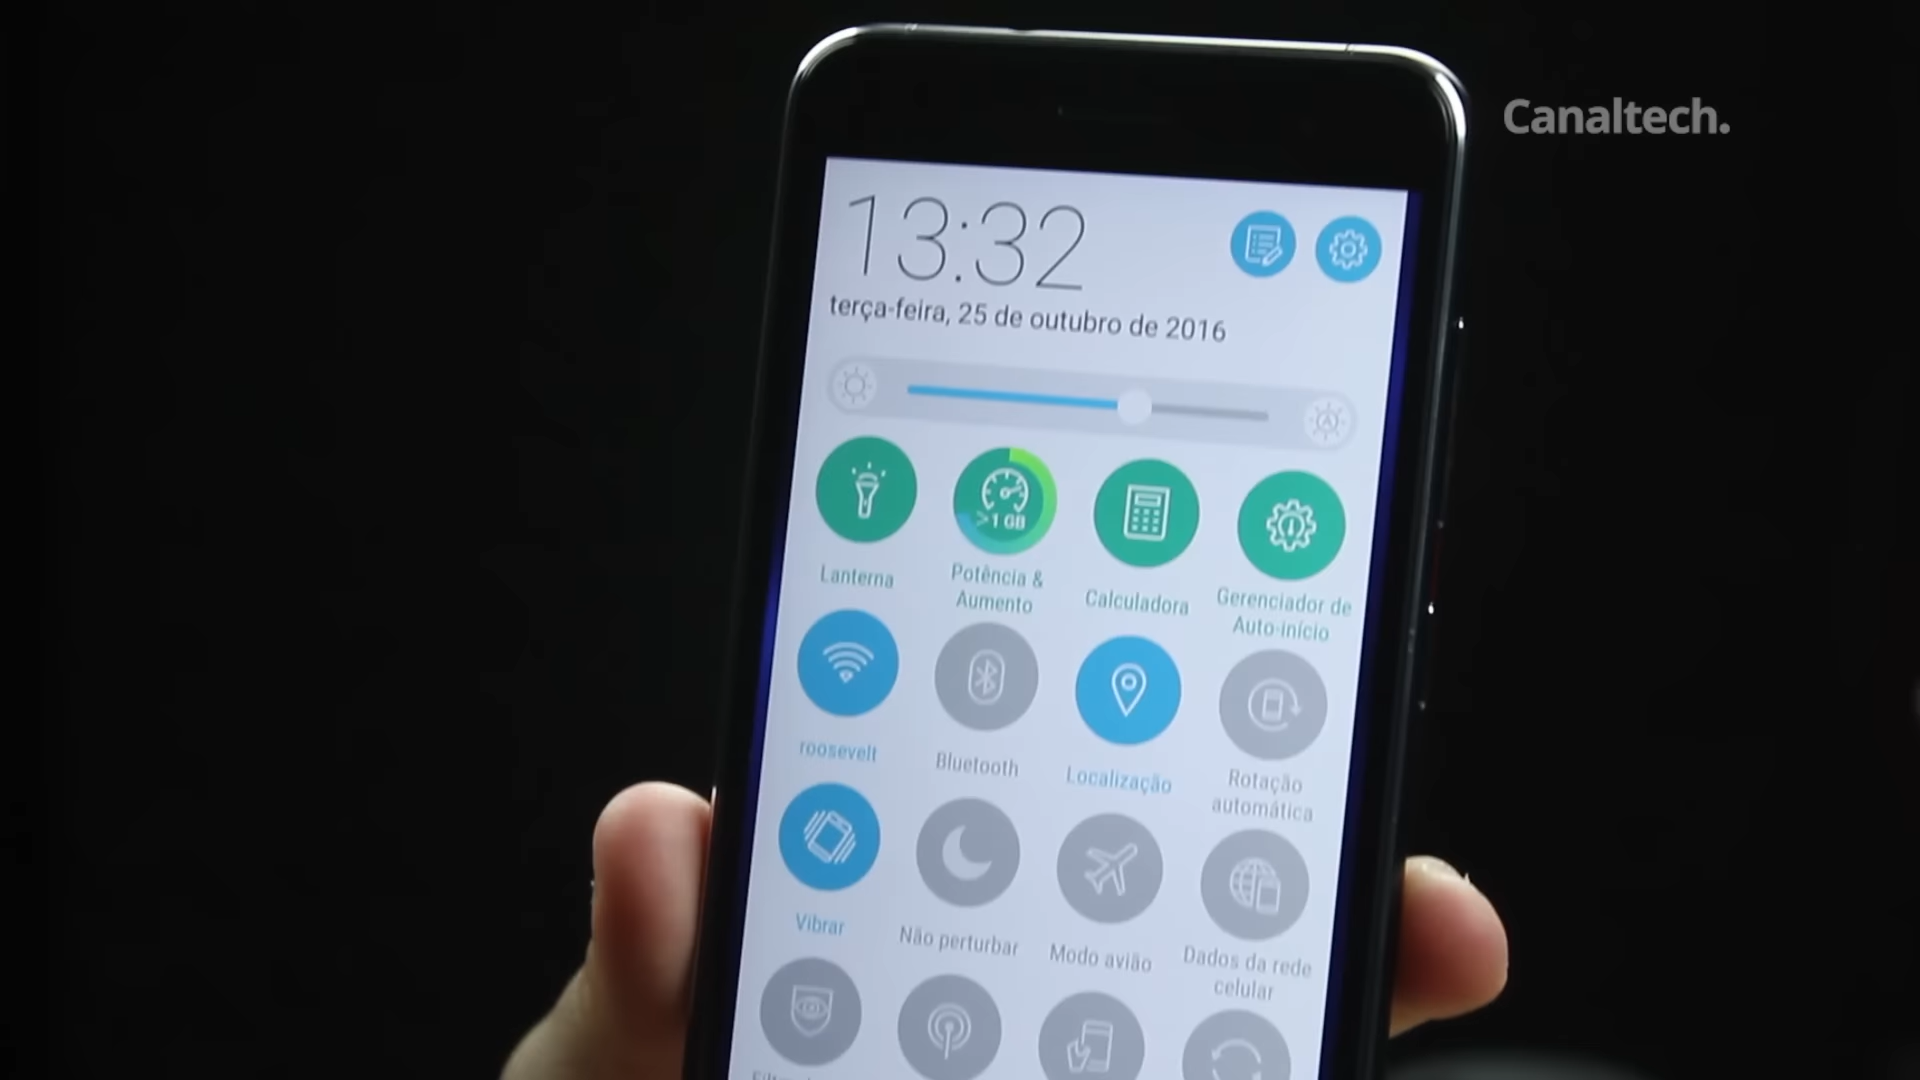 Canaltech.
13:32
terça-feira, 25 de outubro de 2016
>1 GB
Lanterna
Potência &
Aumento
Calculadora
Gerenciador de
Auto-início
roosevelt
Bluetooth
Localização
Rotação
automática
Vibrar
Não perturbar
Modo avião
Dados da rede
celular